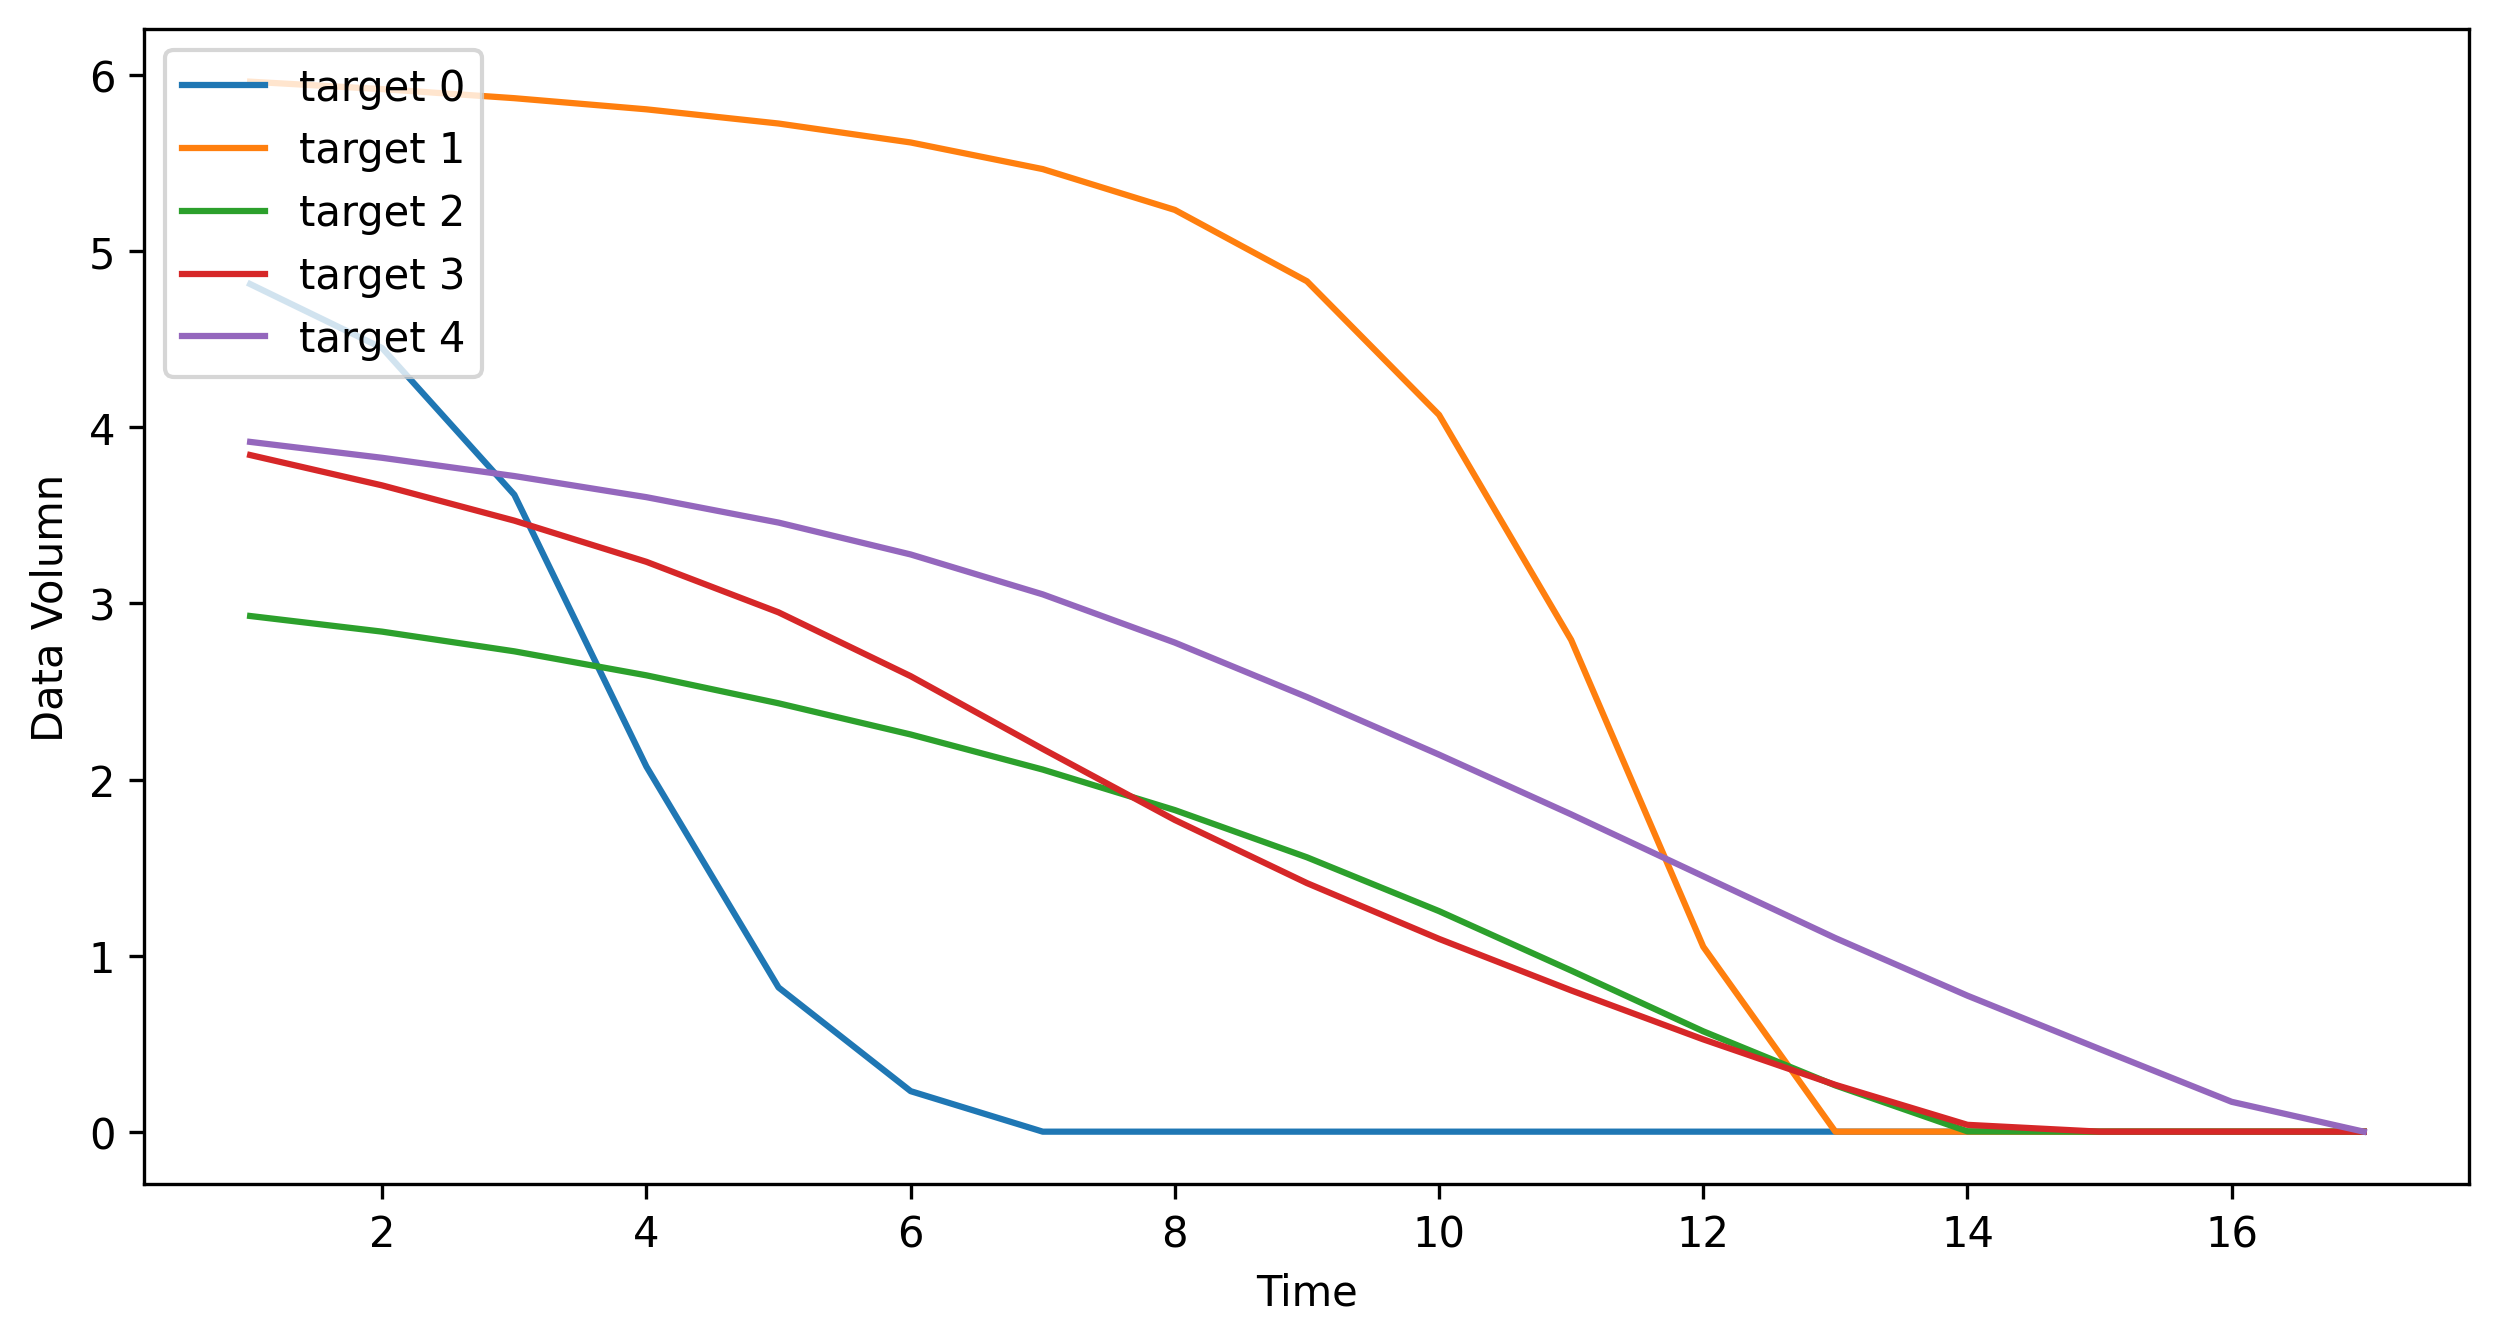 target 0
target 1
target 2
target 3
target 4
6
5
4
3
2
1
0
Data Volumn
2 4 6 8 10 12 14 16
Time